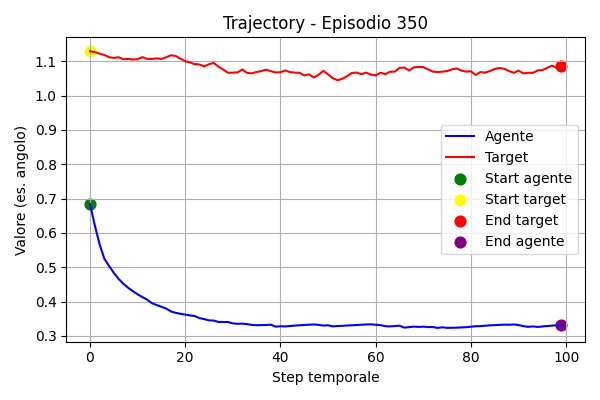 Trajectory - Episodio 350
Valore (es. angolo)
1.1
1.0
0.9
0.8
0.7
0.6
0.5
0.4
0.3
Agente
Target
Start agente
Start target
End target
End agente
0 20 40 60 80 100
Step temporale